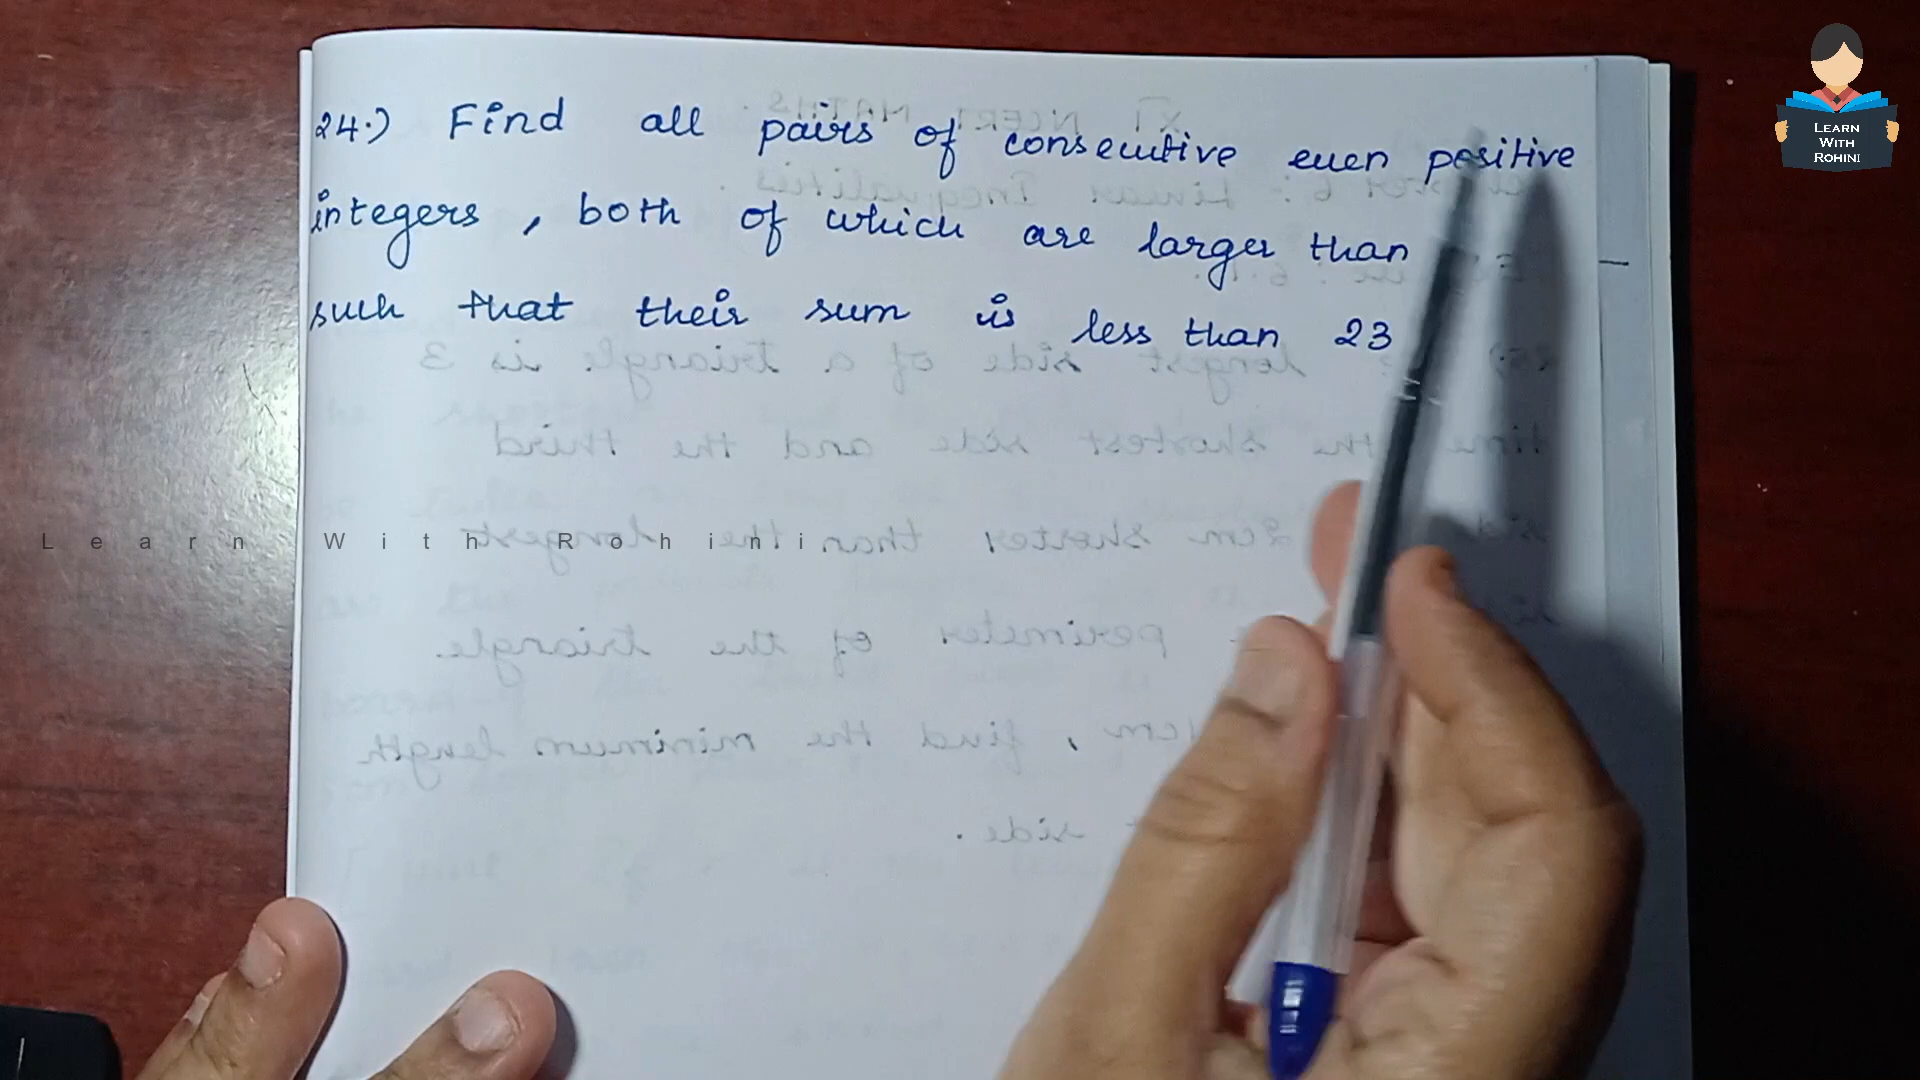 24.) Find all pairs of consecutive even positive
integers, both of which are larger than
such that their sum is less than 23
Learn With Rohini
LEARN
WITH
ROHINI